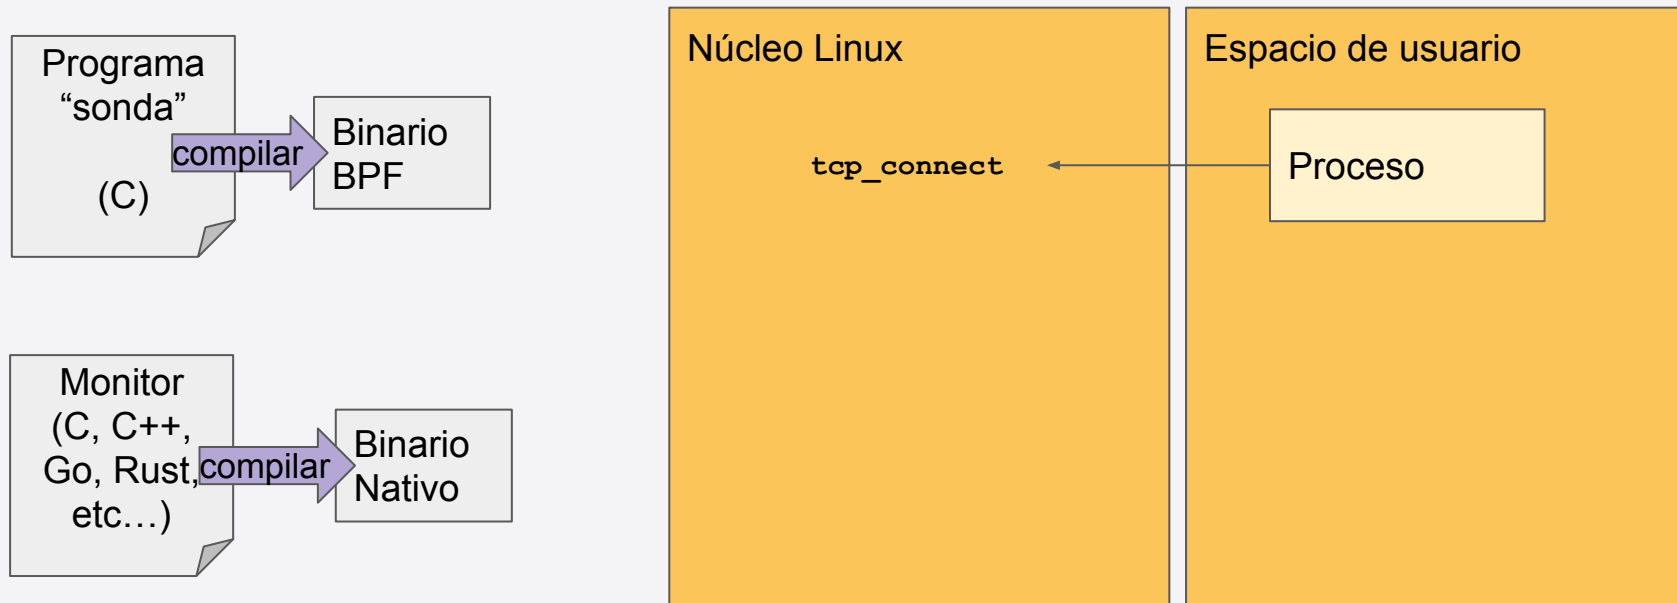 Programa
“sonda”
(C)
compilar
Binario
BPF
Núcleo Linux
tcp_connect
Espacio de usuario
Proceso
Monitor
(C, C++,
Go, Rust,
etc…)
compilar
Binario
Nativo